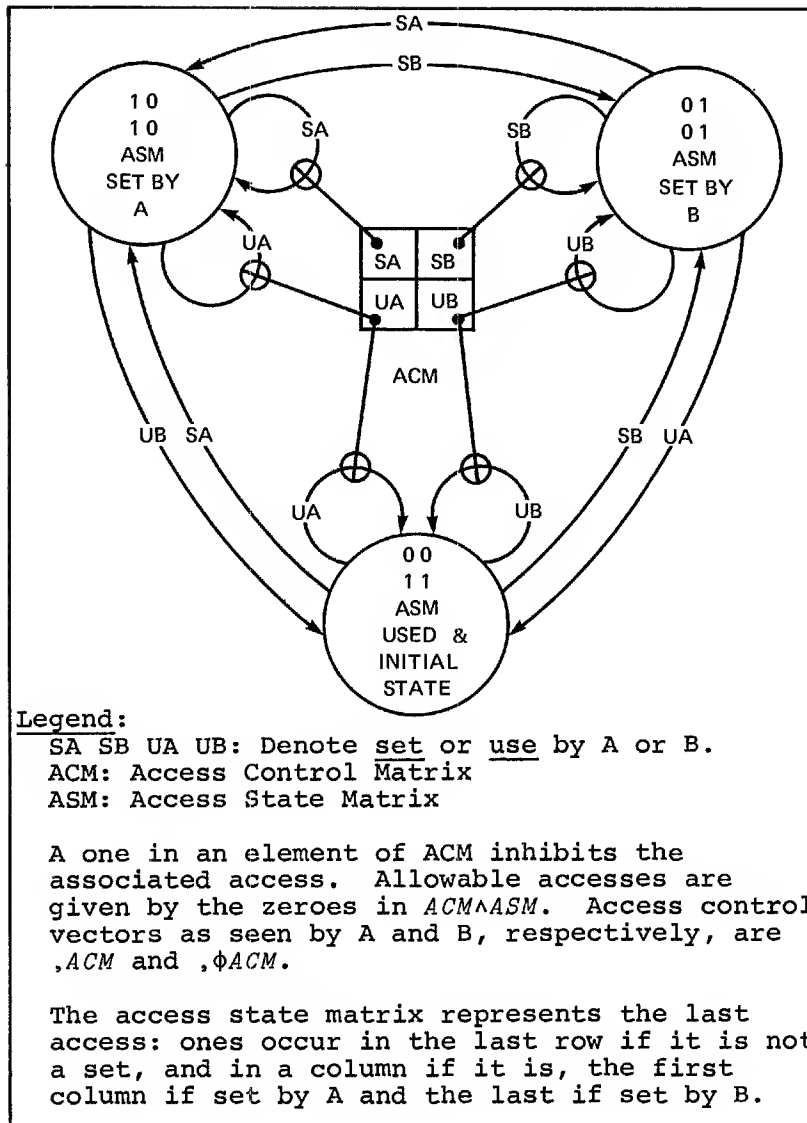 SA
SB
1 0
1 0
ASM
SET BY
A
0 1
0 1
ASM
SET BY
B
SA
SB
UA
UB
SA SB
UA UB
ACM
UB SA
SB UA
UA
UB
0 0
1 1
ASM
USED &
INITIAL
STATE
Legend:
SA SB UA UB: Denote set or use by A or B.
ACM: Access Control Matrix
ASM: Access State Matrix
A one in an element of ACM inhibits the
associated access. Allowable accesses are
given by the zeroes in ACM∧ASM. Access control
vectors as seen by A and B, respectively, are
,ACM and ,⌽ACM.
The access state matrix represents the last
access: ones occur in the last row if it is not
a set, and in a column if it is, the first
column if set by A and the last if set by B.